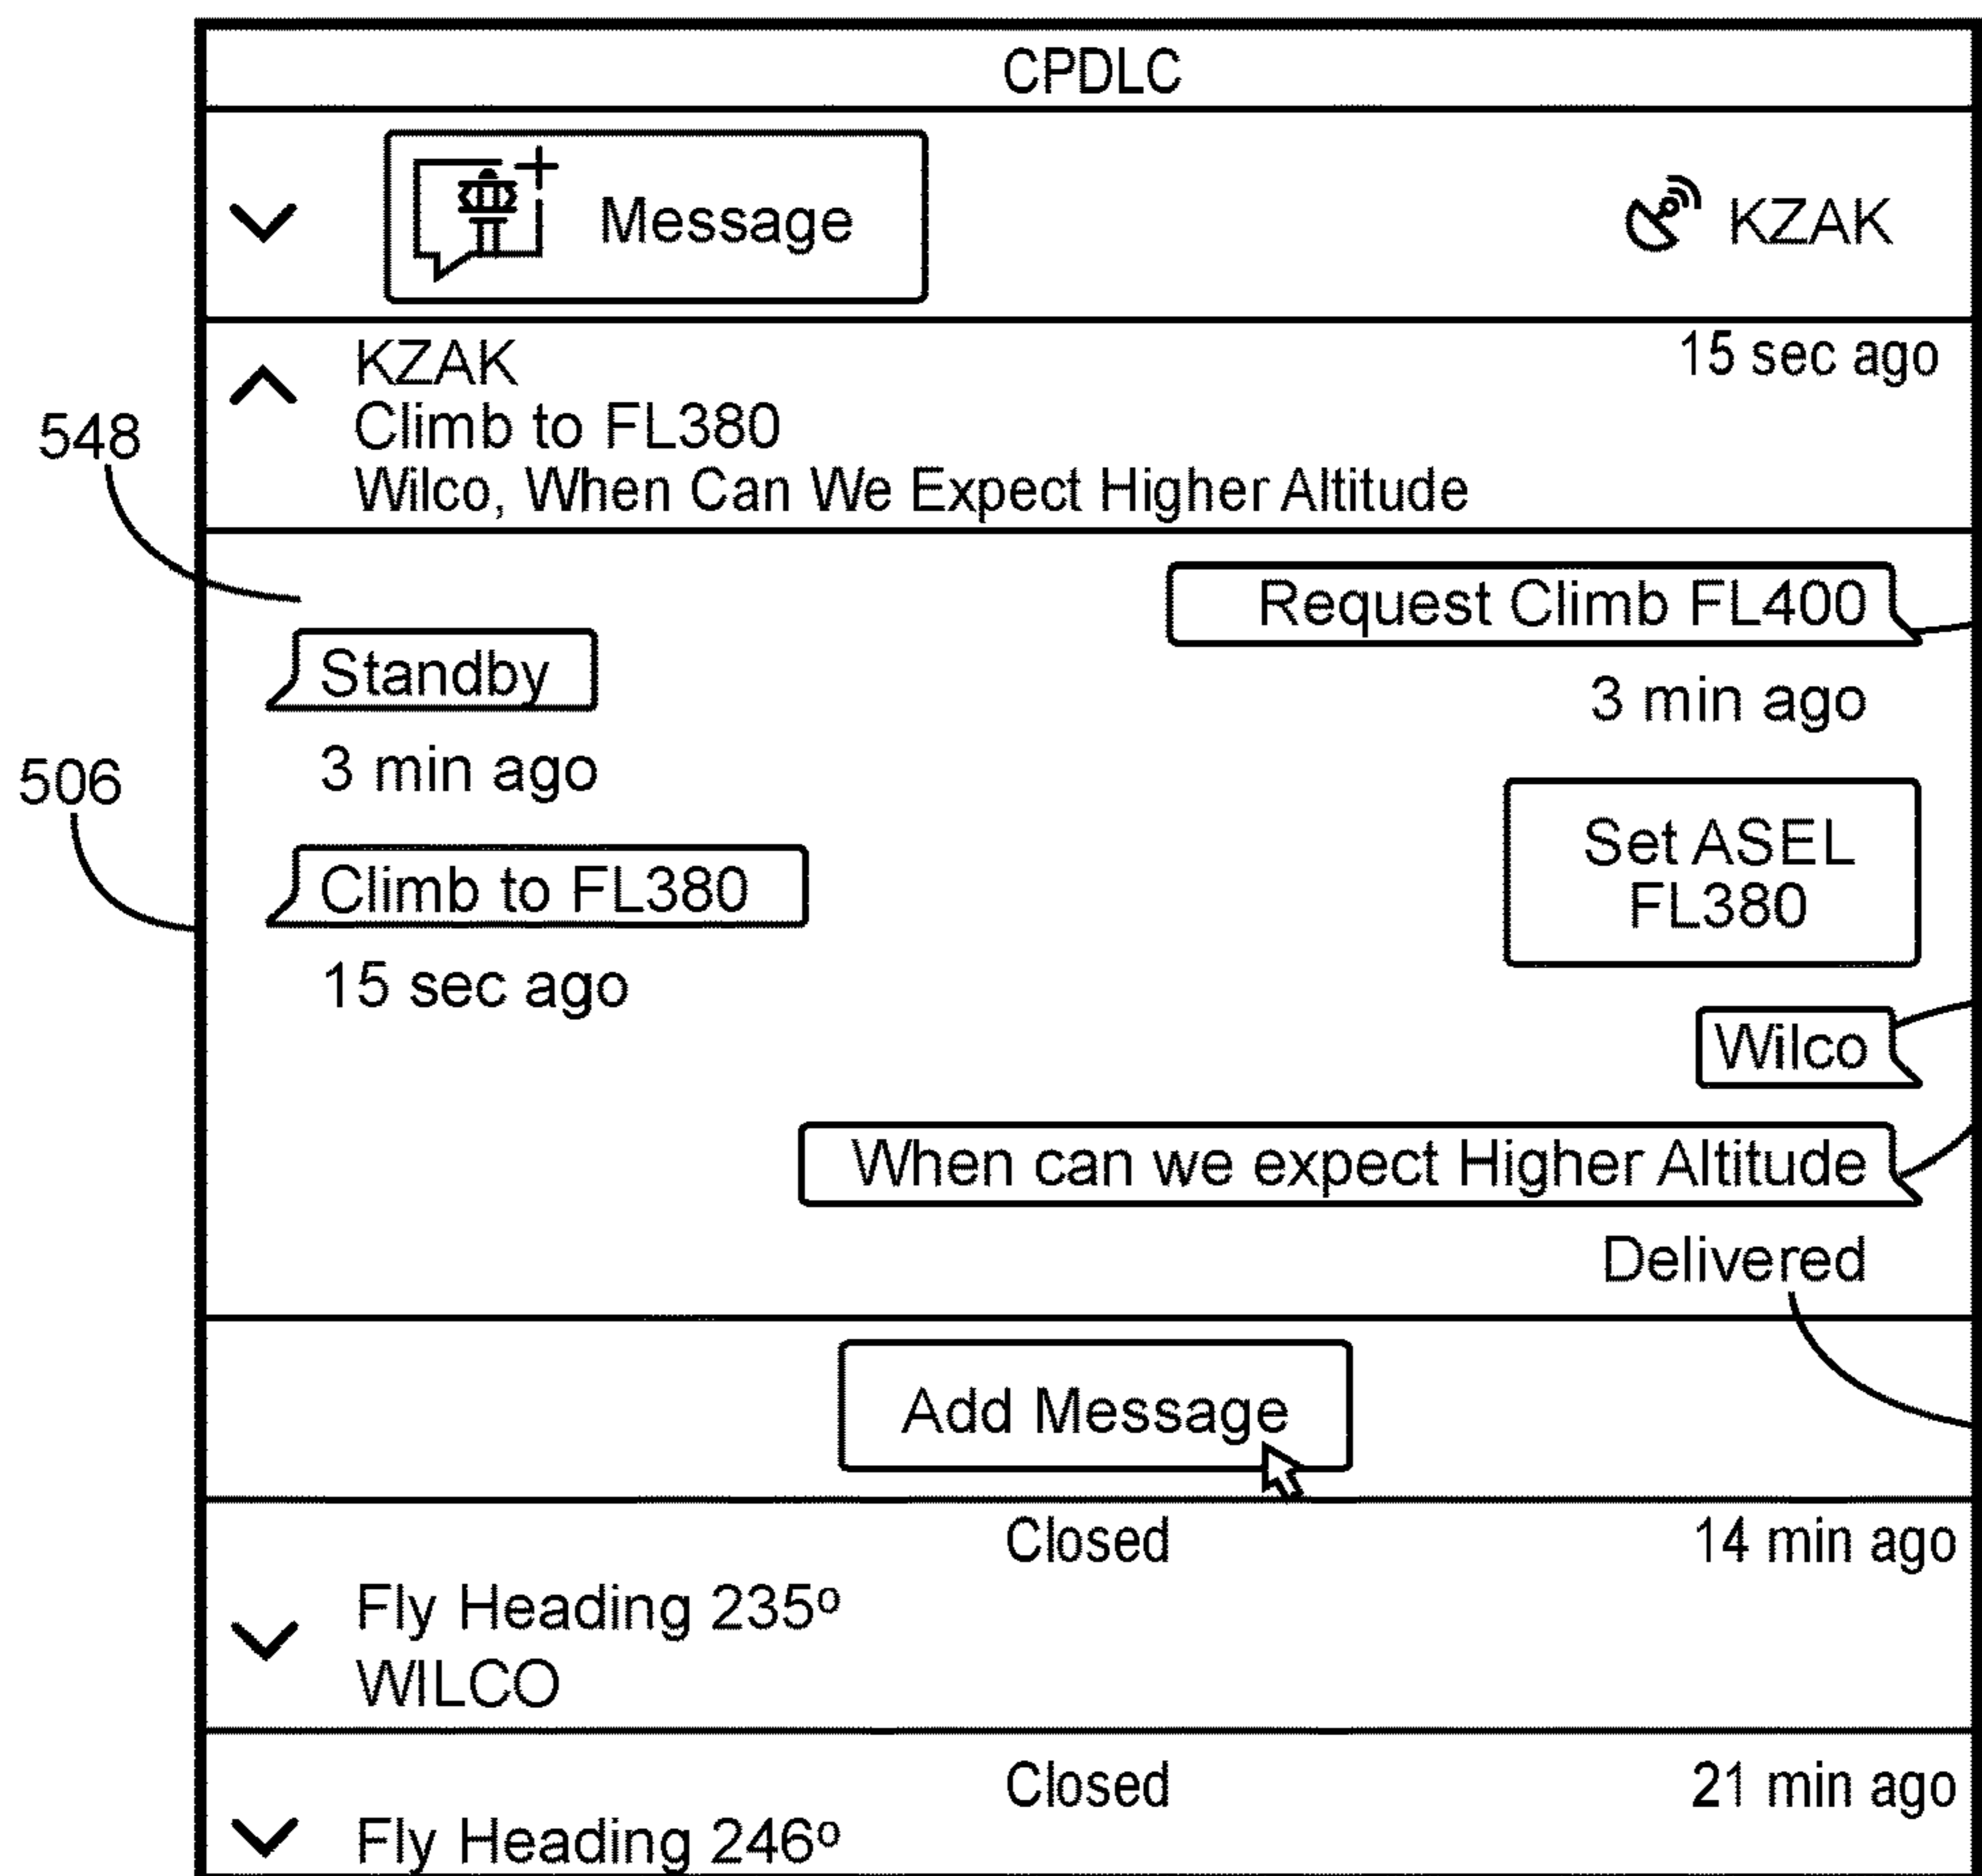 CPDLC
Message
KZAK
KZAK
15 sec ago
Climb to FL380
548
Wilco, When Can We Expect Higher Altitude
Request Climb FL400
Standby
3 min ago
3 min ago
506
Set ASEL
FL380
Climb to FL380
15 sec ago
Wilco
When can we expect Higher Altitude
Delivered
Add Message
Closed
14 min ago
Fly Heading 235º
WILCO
Closed
21 min ago
Fly Heading 246º